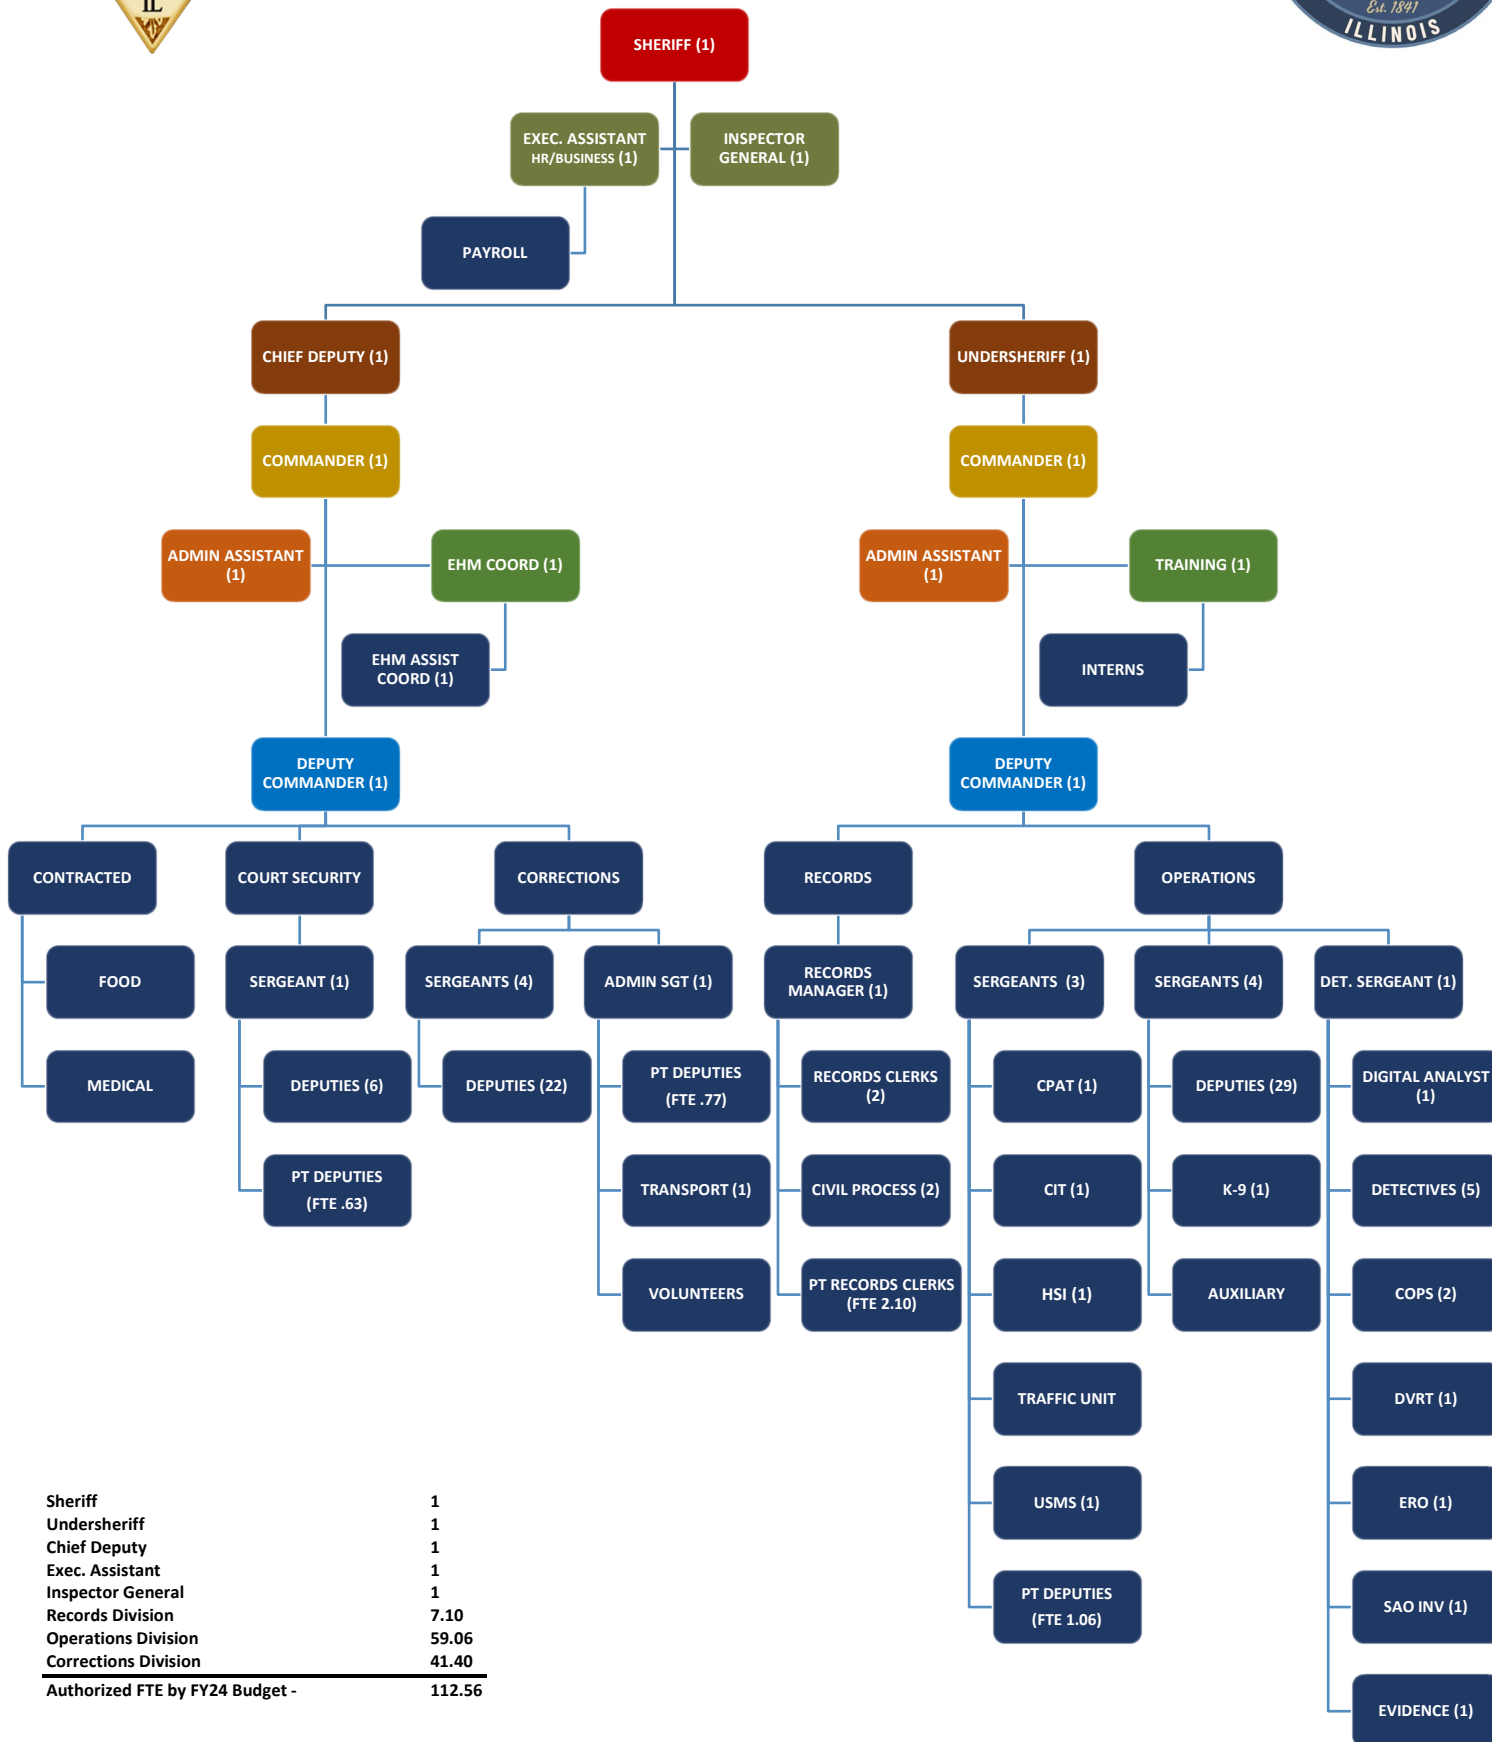 IL
Est. 1841
ILLINOIS
SHERIFF (1)
EXEC. ASSISTANT
HR/BUSINESS (1)
INSPECTOR
GENERAL (1)
PAYROLL
CHIEF DEPUTY (1)
UNDERSHERIFF (1)
COMMANDER (1)
COMMANDER (1)
ADMIN ASSISTANT
(1)
EHM COORD (1)
ADMIN ASSISTANT
(1)
TRAINING (1)
EHM ASSIST
COORD (1)
INTERNS
DEPUTY
COMMANDER (1)
DEPUTY
COMMANDER (1)
CONTRACTED
COURT SECURITY
CORRECTIONS
RECORDS
OPERATIONS
FOOD
SERGEANT (1)
SERGEANTS (4)
ADMIN SGT (1)
RECORDS
MANAGER (1)
SERGEANTS  (3)
SERGEANTS (4)
DET. SERGEANT (1)
MEDICAL
DEPUTIES (6)
DEPUTIES (22)
PT DEPUTIES
(FTE .77)
RECORDS CLERKS
(2)
CPAT (1)
DEPUTIES (29)
DIGITAL ANALYST
(1)
PT DEPUTIES
(FTE .63)
TRANSPORT (1)
CIVIL PROCESS (2)
CIT (1)
K-9 (1)
DETECTIVES (5)
VOLUNTEERS
PT RECORDS CLERKS
(FTE 2.10)
HSI (1)
AUXILIARY
COPS (2)
TRAFFIC UNIT
DVRT (1)
USMS (1)
ERO (1)
PT DEPUTIES
(FTE 1.06)
SAO INV (1)
EVIDENCE (1)
Sheriff 1
Undersheriff 1
Chief Deputy 1
Exec. Assistant 1
Inspector General 1
Records Division 7.10
Operations Division 59.06
Corrections Division 41.40
Authorized FTE by FY24 Budget - 112.56